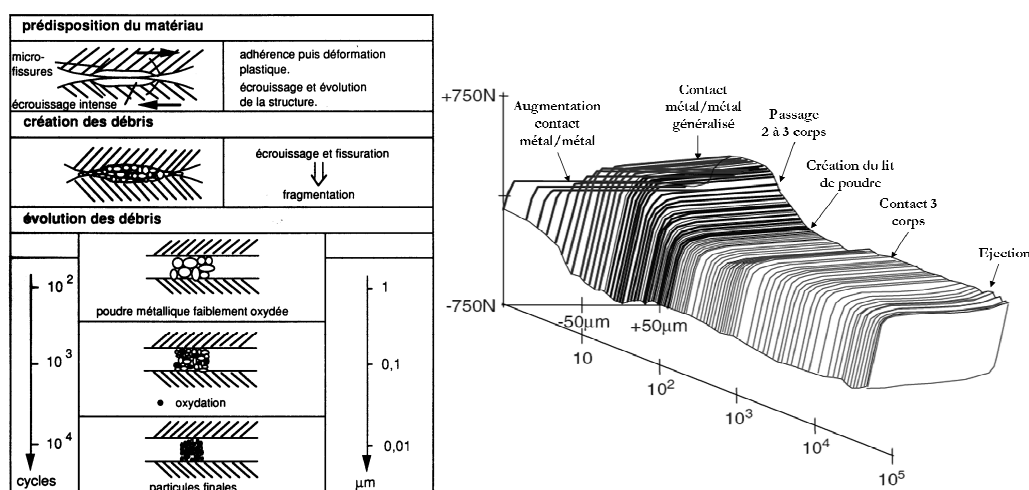 prédisposition du matériau
micro-
fissures
écrouissage intense
adhérence puis déformation
plastique.
écrouissage et évolution
de la structure.
création des débris
écrouissage et fissuration
fragmentation
évolution des débris
10²
10³
10⁴
cycles
poudre métallique faiblement oxydée
oxydation
particules finales
1
0,1
0,01
µm
+750N
-750N
Augmentation
contact
métal/métal
Contact
métal/métal
généralisé
Passage
2 à 3 corps
Création du lit
de poudre
Contact 3
corps
Ejection
-50µm
+50µm
10
10²
10³
10⁴
10⁵